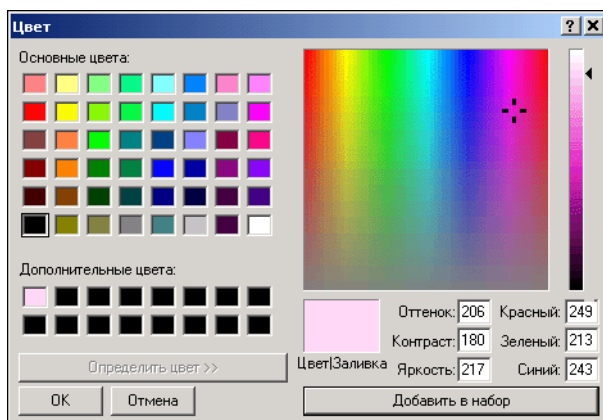 Цвет
Основные цвета:
Дополнительные цвета:
Определить цвет >>
OK
Отмена
Цвет|Заливка
Оттенок: 206
Контраст: 180
Яркость: 217
Красный: 249
Зеленый: 213
Синий: 243
Добавить в набор